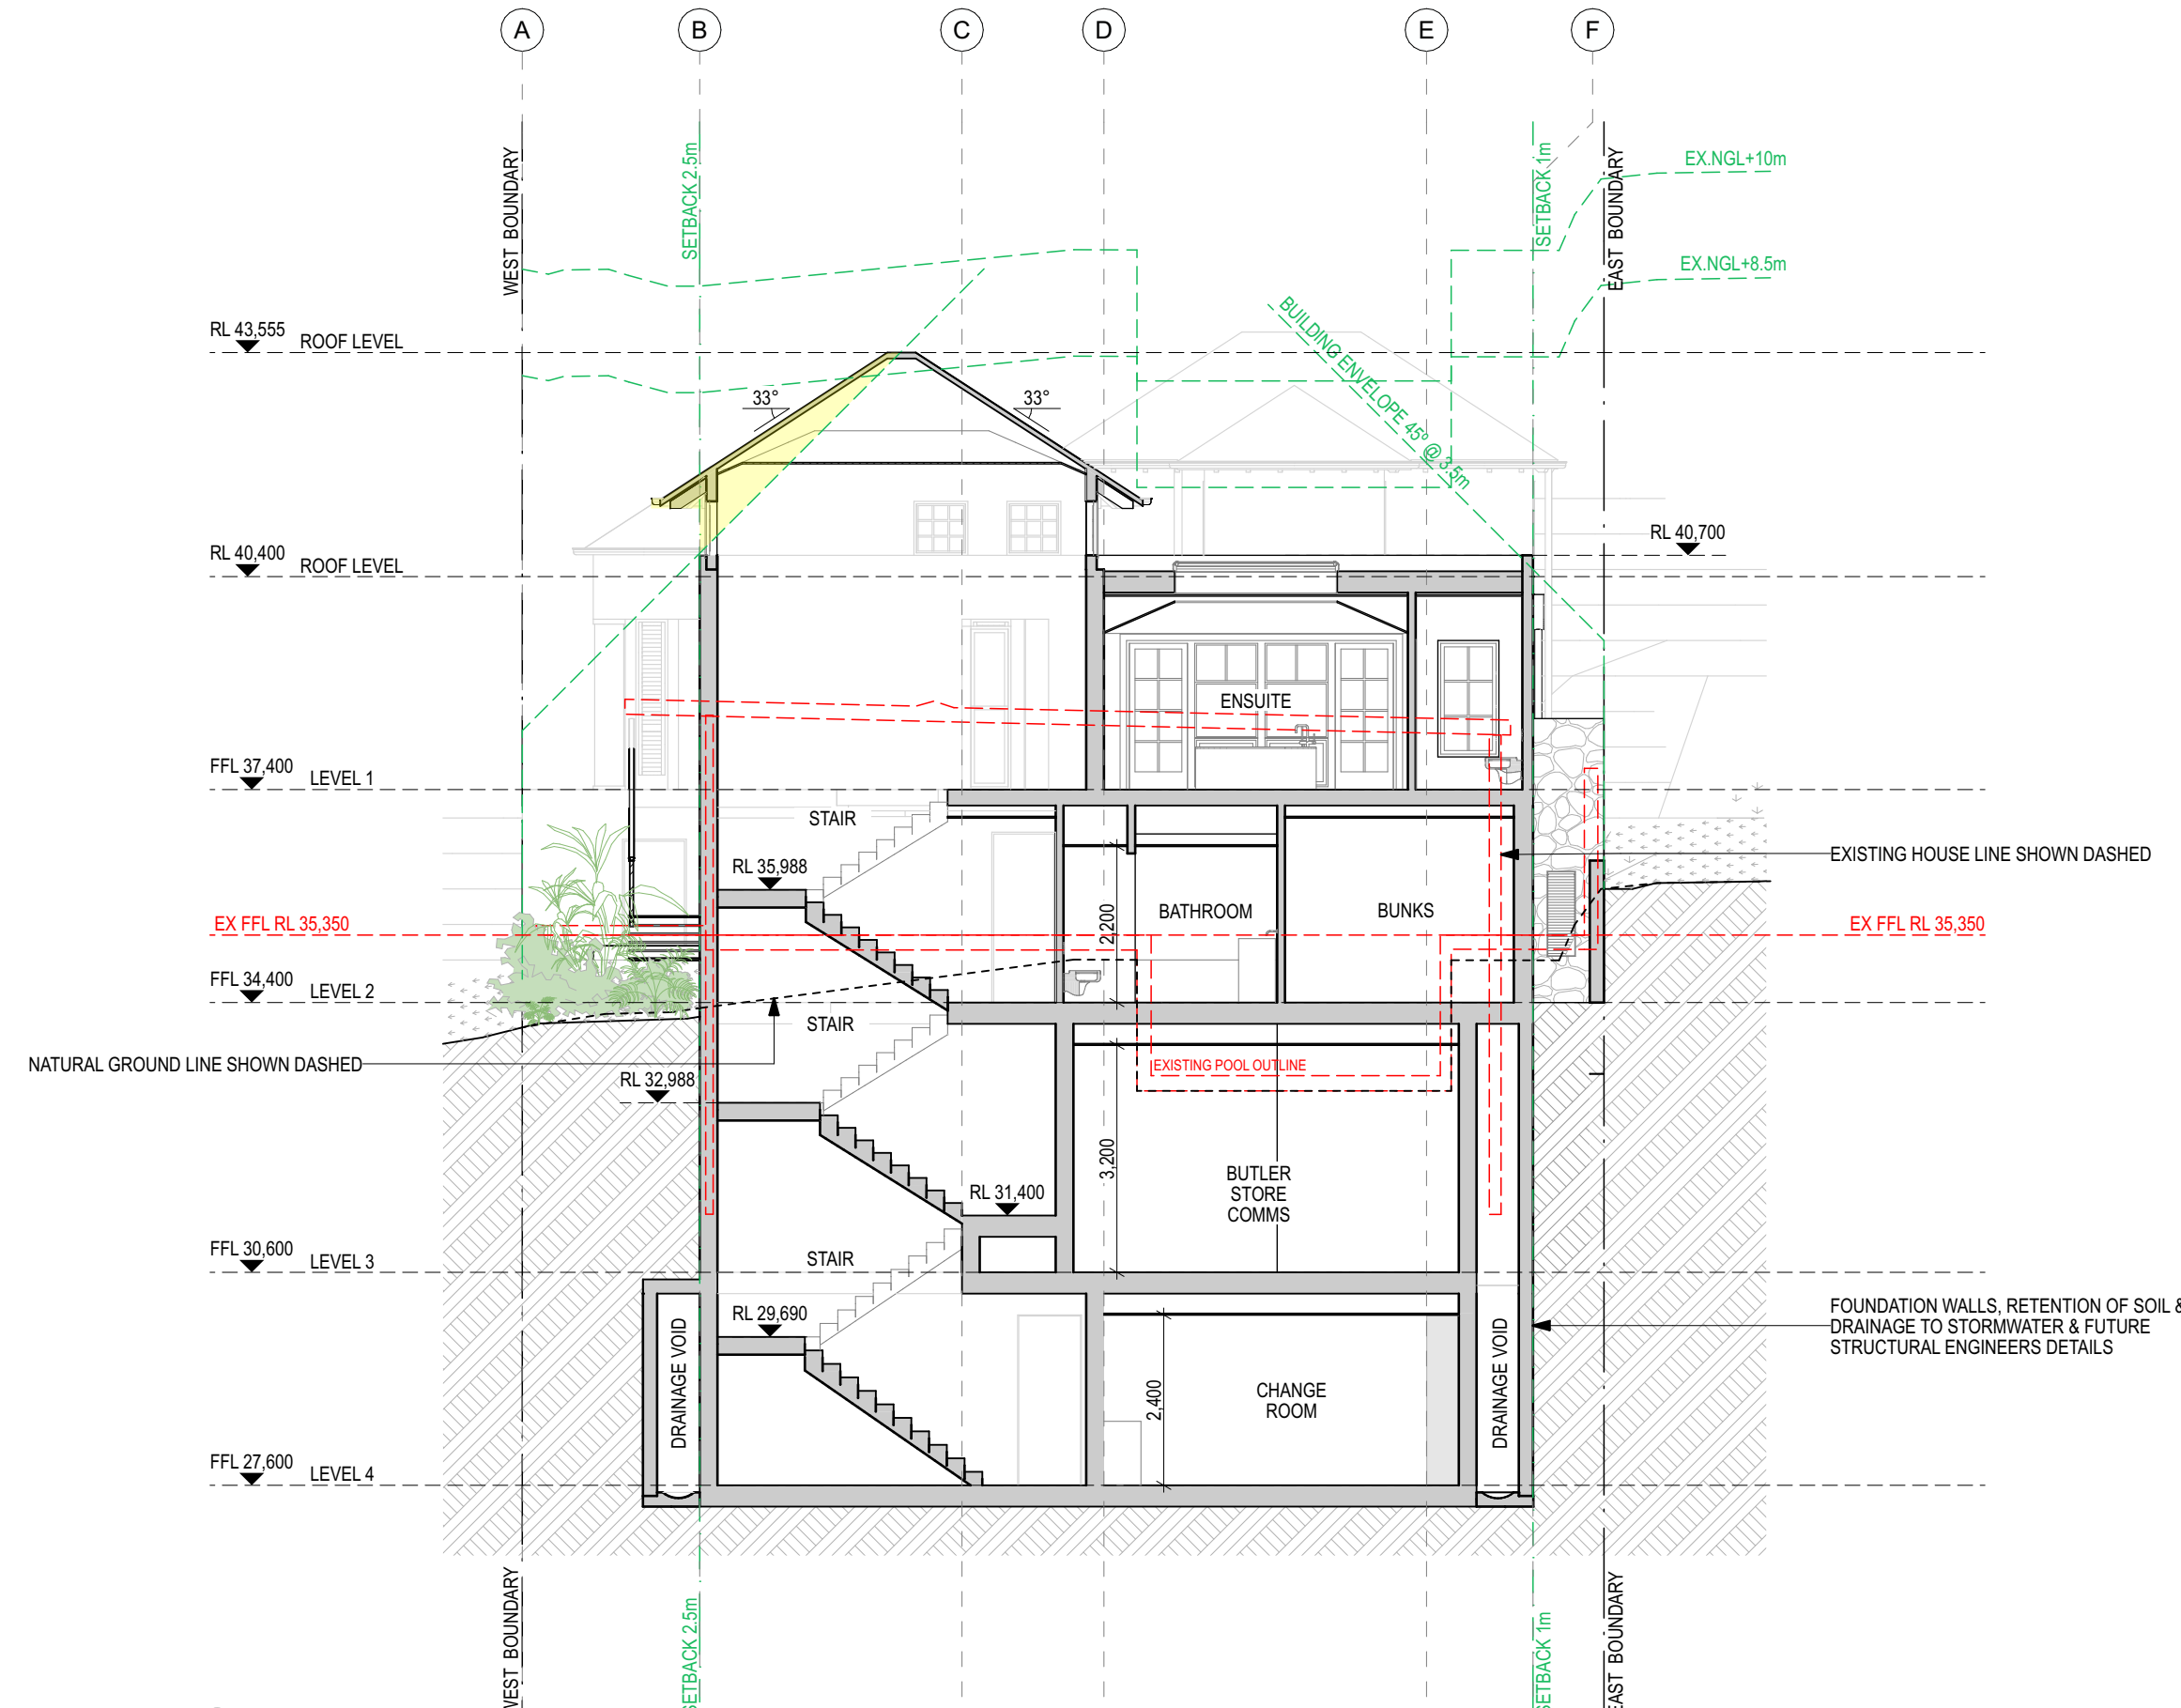 A
B
C
D
E
F
WEST BOUNDARY
SETBACK 2.5m
SETBACK 1m
EAST BOUNDARY
EX.NGL+10m
EX.NGL+8.5m
BUILDING ENVELOPE 45º @ 3.5m
RL 43,555
ROOF LEVEL
33°
33°
RL 40,700
RL 40,400
ROOF LEVEL
ENSUITE
FFL 37,400
LEVEL 1
STAIR
RL 35,988
EXISTING HOUSE LINE SHOWN DASHED
2,200
BATHROOM
BUNKS
EX FFL RL 35,350
EX FFL RL 35,350
FFL 34,400
LEVEL 2
STAIR
NATURAL GROUND LINE SHOWN DASHED
EXISTING POOL OUTLINE
RL 32,988
3,200
BUTLER
STORE
COMMS
RL 31,400
FFL 30,600
LEVEL 3
STAIR
RL 29,690
DRAINAGE VOID
2,400
CHANGE
ROOM
DRAINAGE VOID
FOUNDATION WALLS, RETENTION OF SOIL &
DRAINAGE TO STORMWATER & FUTURE
STRUCTURAL ENGINEERS DETAILS
FFL 27,600
LEVEL 4
WEST BOUNDARY
SETBACK 2.5m
SETBACK 1m
EAST BOUNDARY